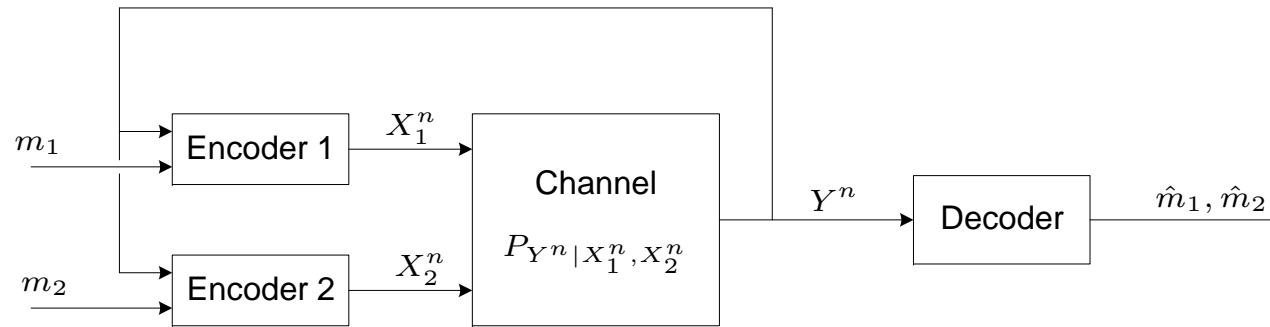 m_1
Encoder 1
X_1^n
Channel
P_{Y^n|X_1^n,X_2^n}
m_2
Encoder 2
X_2^n
Y^n
Decoder
\hat{m}_1, \hat{m}_2